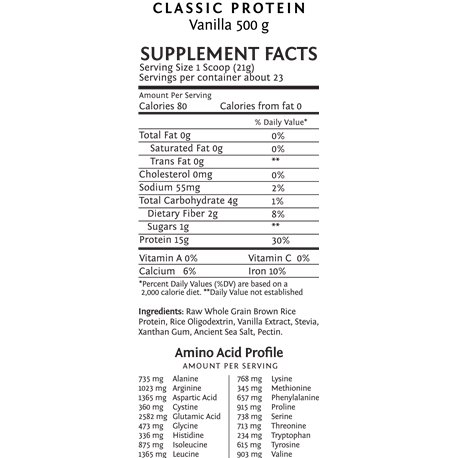 CLASSIC PROTEIN
Vanilla 500 g
SUPPLEMENT FACTS
Serving Size 1 Scoop (21g)
Servings per container about 23
Amount Per Serving
Calories 80 Calories from fat 0
% Daily Value*
Total Fat 0g 0%
Saturated Fat 0g 0%
Trans Fat 0g **
Cholesterol 0mg 0%
Sodium 55mg 2%
Total Carbohydrate 4g 1%
Dietary Fiber 2g 8%
Sugars 1g **
Protein 15g 30%
Vitamin A 0% Vitamin C 0%
Calcium 6% Iron 10%
*Percent Daily Values (%DV) are based on a
2,000 calorie diet. **Daily Value not established
Ingredients: Raw Whole Grain Brown Rice
Protein, Rice Oligodextrin, Vanilla Extract, Stevia,
Xanthan Gum, Ancient Sea Salt, Pectin.
Amino Acid Profile
AMOUNT PER SERVING
735 mg Alanine 768 mg Lysine
1023 mg Arginine 345 mg Methionine
1365 mg Aspartic Acid 657 mg Phenylalanine
360 mg Cystine 915 mg Proline
2582 mg Glutamic Acid 738 mg Serine
473 mg Glycine 713 mg Threonine
336 mg Histidine 234 mg Tryptophan
875 mg Isoleucine 615 mg Tyrosine
1365 mg Leucine 903 mg Valine